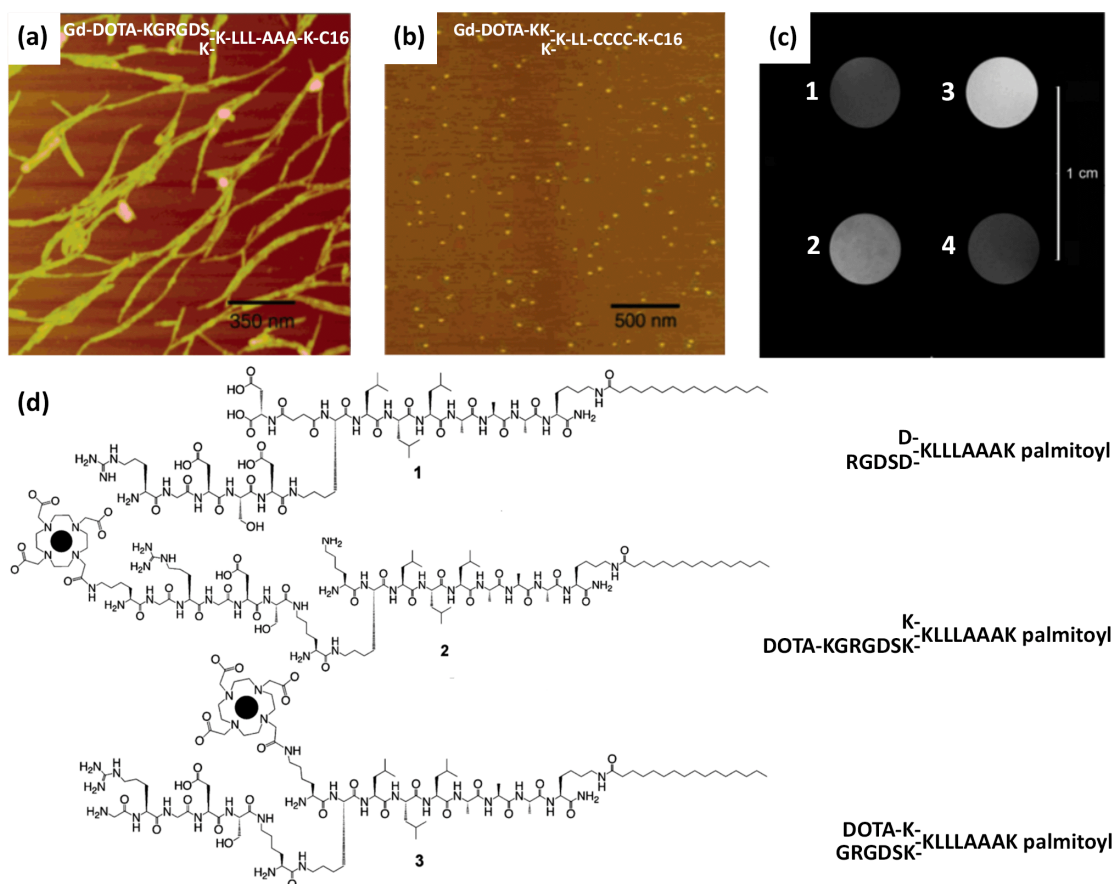 (a)
Gd-DOTA-KGRGDS-
K-
-K-LLL-AAA-K-C16
350 nm
(b)
Gd-DOTA-KK-
K-
-K-LL-CCCC-K-C16
500 nm
(c)
1
3
2
4
1 cm
(d)
1
D-
RGDSD-
-KLLLAAAK palmitoyl
2
K-
DOTA-KGRGDSK-
-KLLLAAAK palmitoyl
3
DOTA-K-
GRGDSK-
-KLLLAAAK palmitoyl